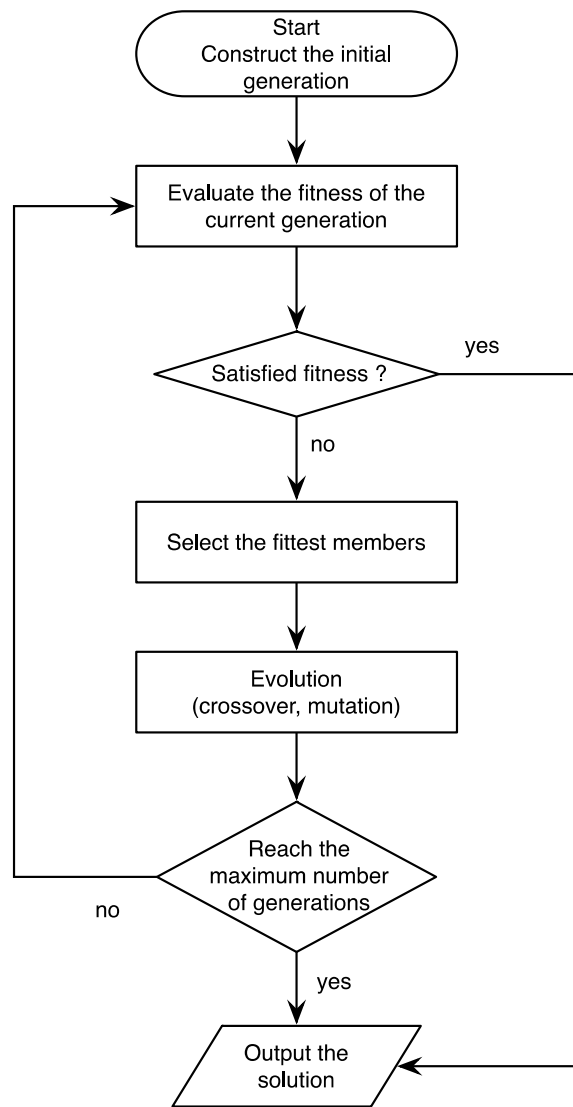 Start
Construct the initial
generation
Evaluate the fitness of the
current generation
Satisfied fitness ?
yes
no
Select the fittest members
Evolution
(crossover, mutation)
Reach the
maximum number
of generations
no
yes
Output the
solution